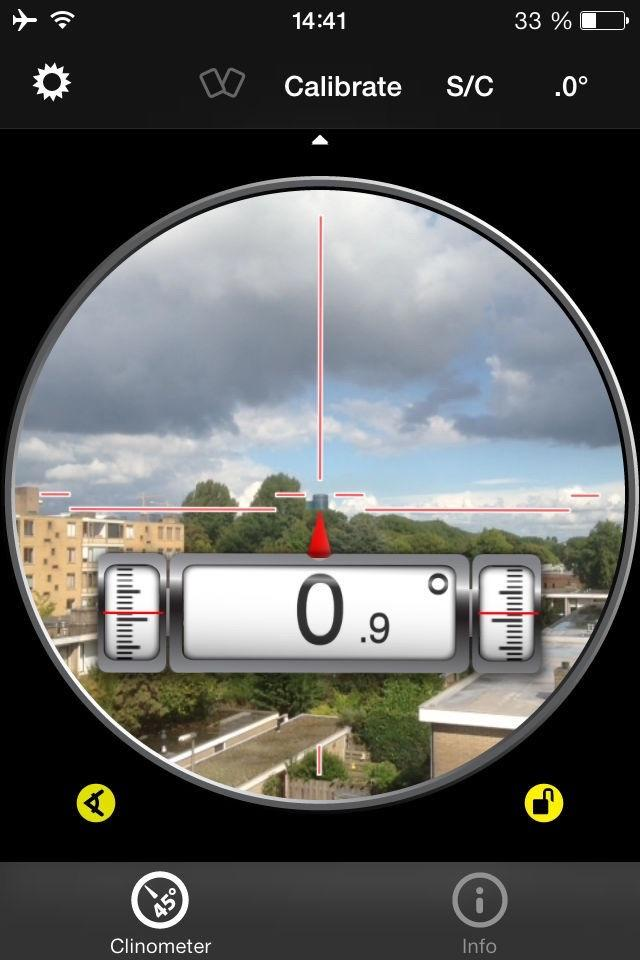 14:41
33 %
Calibrate S/C .0°
0.9°
45°
Clinometer Info